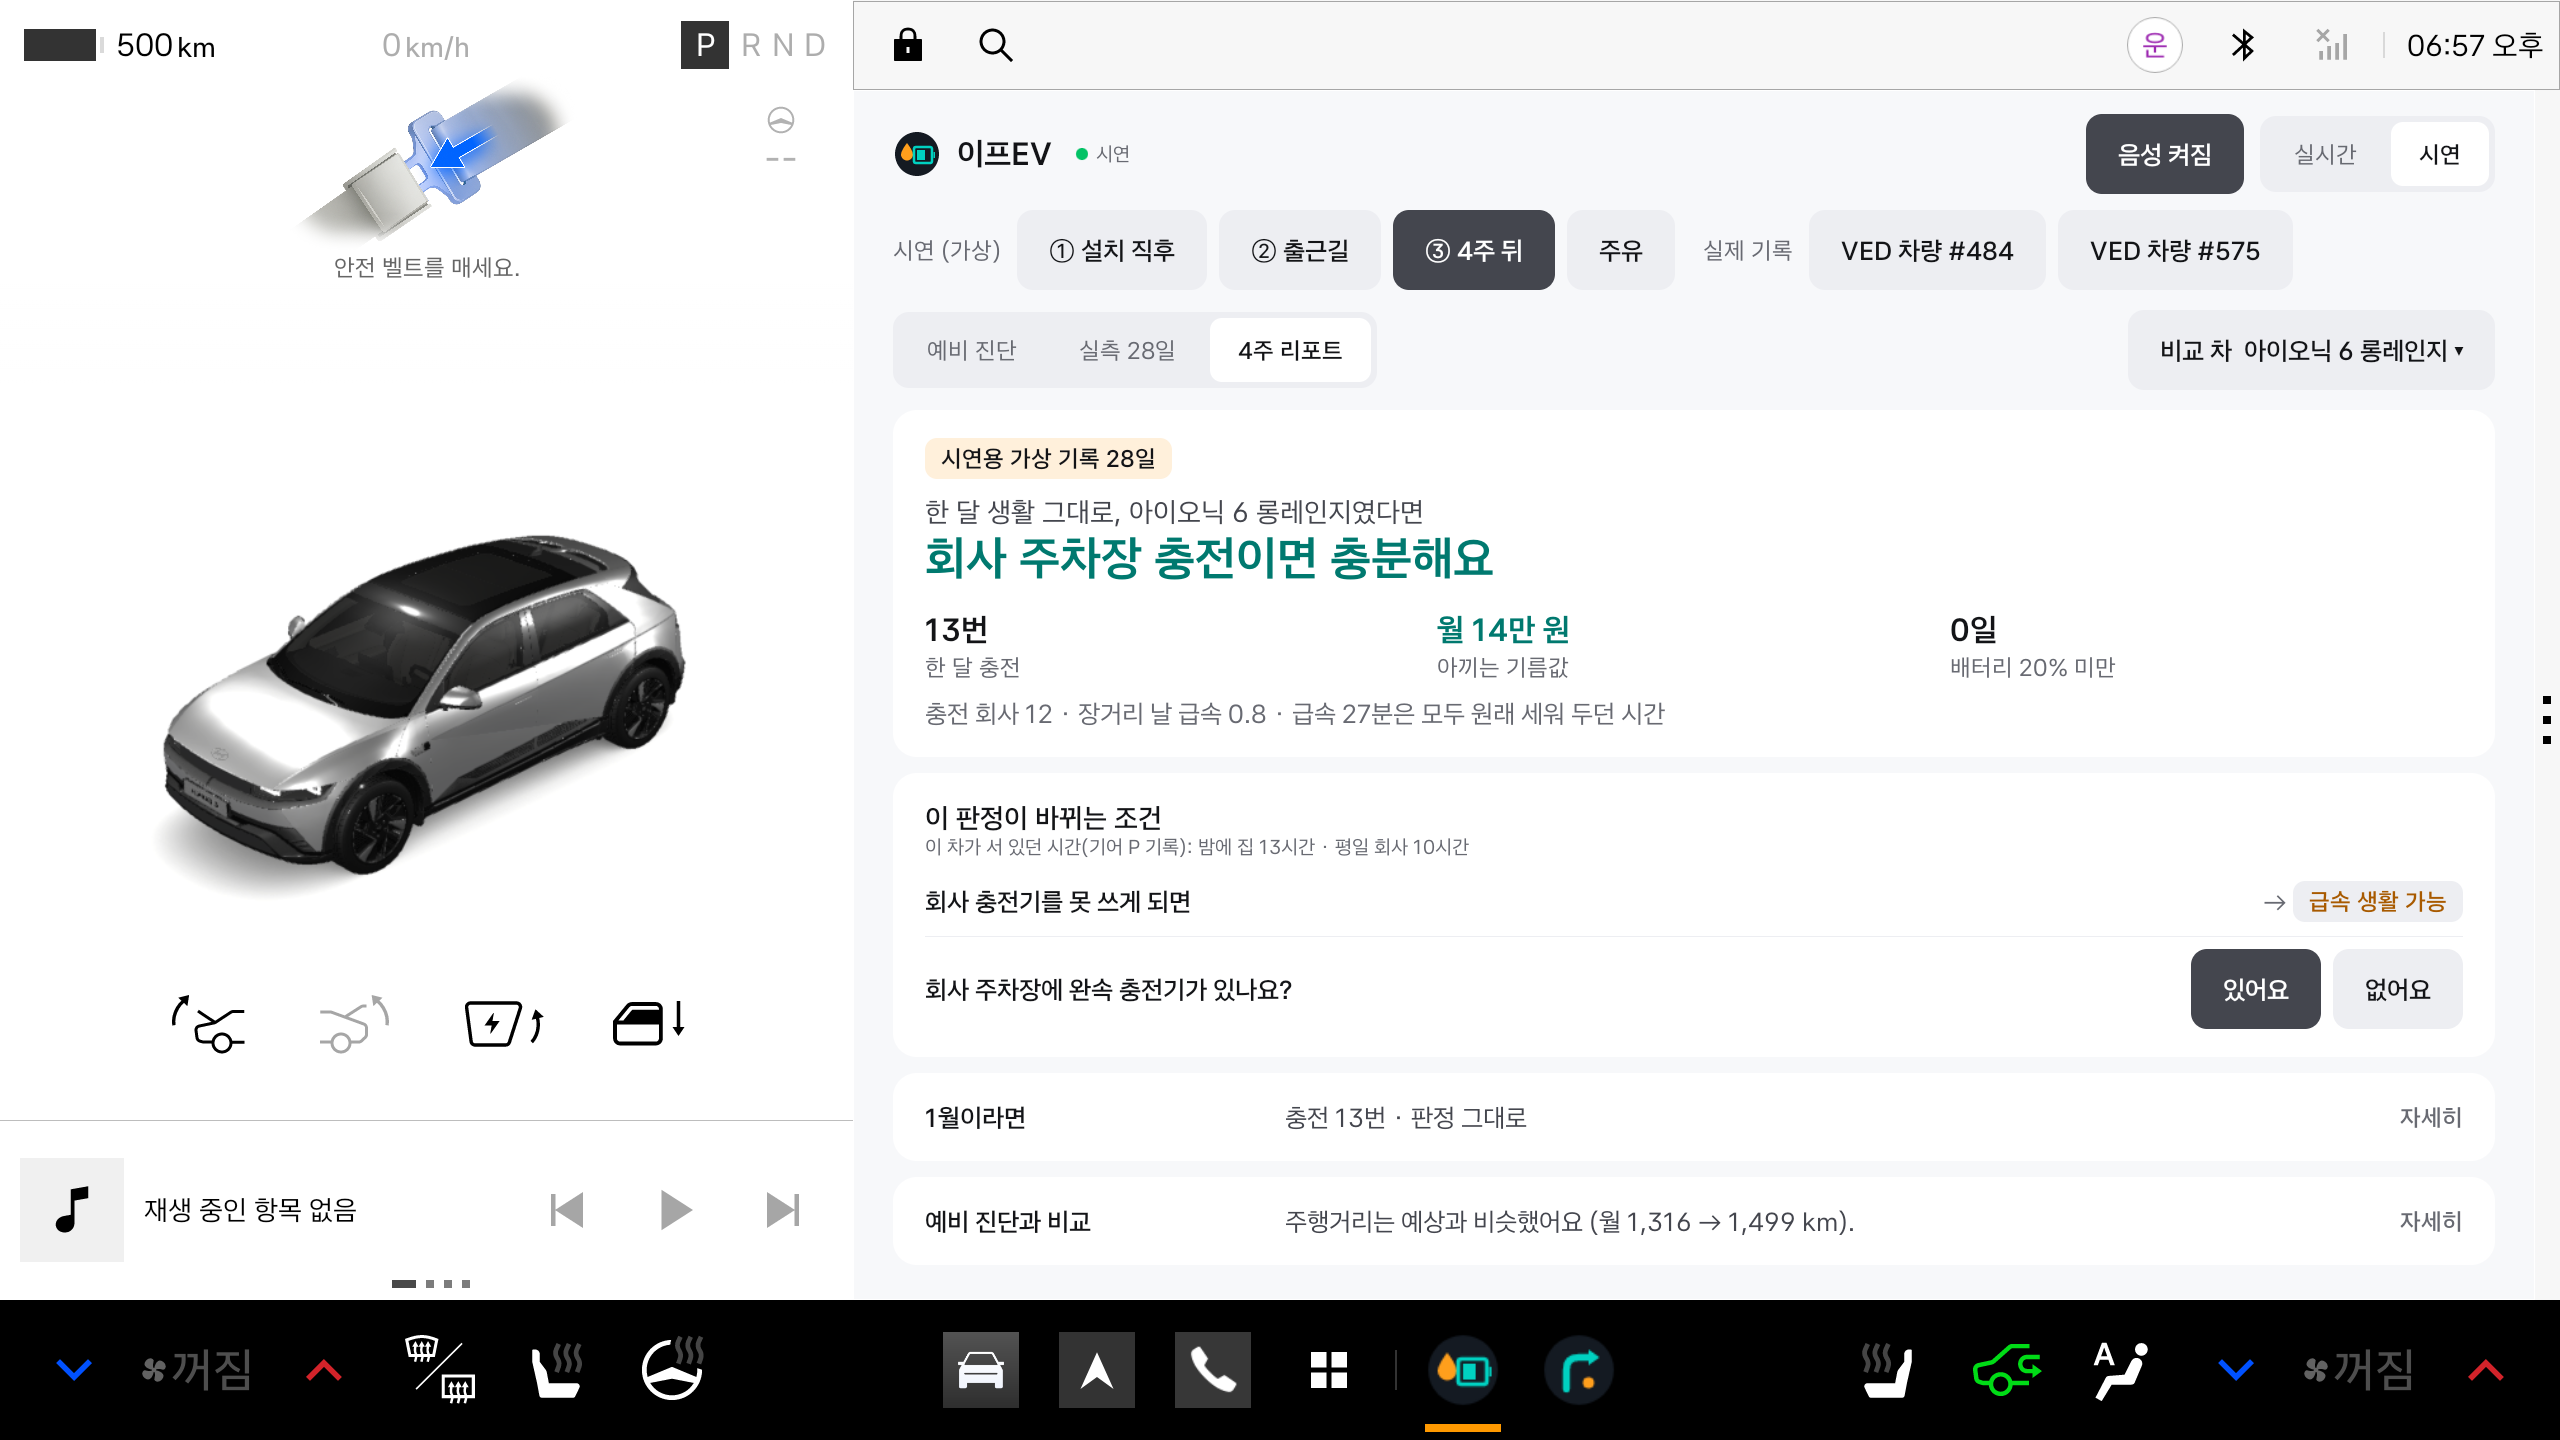 500 km
0 km/h
P R N D
안전 벨트를 매세요.
재생 중인 항목 없음
운
06:57 오후
이프EV
시연
음성 켜짐
실시간
시연
시연 (가상)
① 설치 직후
② 출근길
③ 4주 뒤
주유
실제 기록
VED 차량 #484
VED 차량 #575
예비 진단
실측 28일
4주 리포트
비교 차 아이오닉 6 롱레인지 ▾
시연용 가상 기록 28일
한 달 생활 그대로, 아이오닉 6 롱레인지였다면
회사 주차장 충전이면 충분해요
13번
한 달 충전
월 14만 원
아끼는 기름값
0일
배터리 20% 미만
충전 회사 12 · 장거리 날 급속 0.8 · 급속 27분은 모두 원래 세워 두던 시간
이 판정이 바뀌는 조건
이 차가 서 있던 시간(기어 P 기록): 밤에 집 13시간 · 평일 회사 10시간
회사 충전기를 못 쓰게 되면
→ 급속 생활 가능
회사 주차장에 완속 충전기가 있나요?
있어요
없어요
1월이라면
충전 13번 · 판정 그대로
자세히
예비 진단과 비교
주행거리는 예상과 비슷했어요 (월 1,316 → 1,499 km).
자세히
꺼짐
A
꺼짐